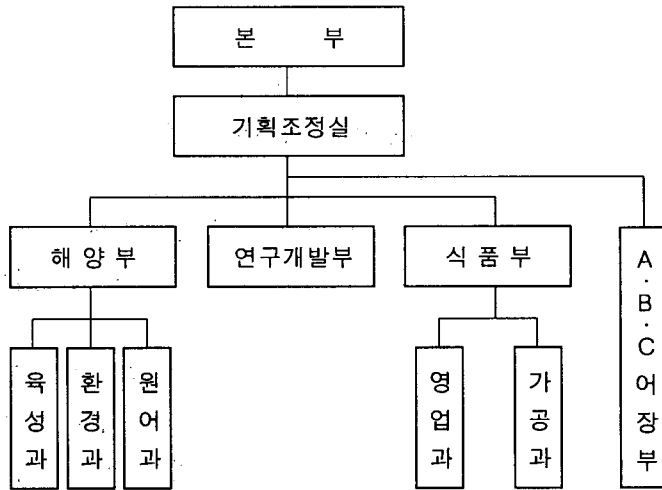 본 부
기획조정실
해 양 부
연구개발부
식 품 부
A·B·C어장부
육성과
환경과
원어과
영업과
가공과